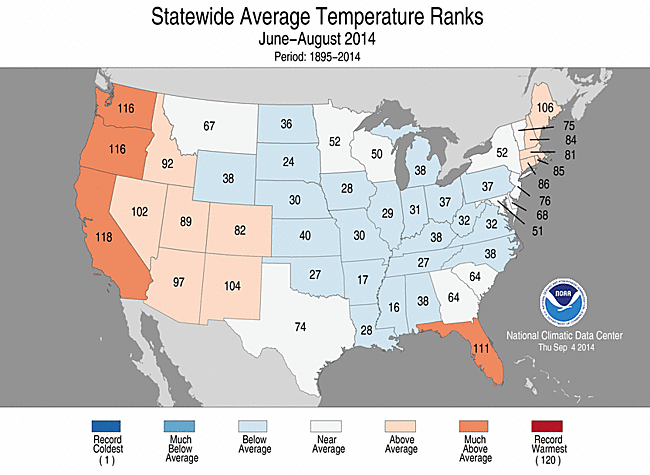 Statewide Average Temperature Ranks
June–August 2014
Period: 1895–2014
116
67
36
52
106
75
116
92
24
50
38
52
84
81
38
28
37
85
86
102
89
82
30
29
31
37
32
32
76
68
51
118
40
30
38
38
97
104
27
17
27
64
74
16
38
64
28
111
NOAA
National Climatic Data Center
Thu Sep 4 2014
Record
Coldest
(1)
Much
Below
Average
Below
Average
Near
Average
Above
Average
Much
Above
Average
Record
Warmest
(120)